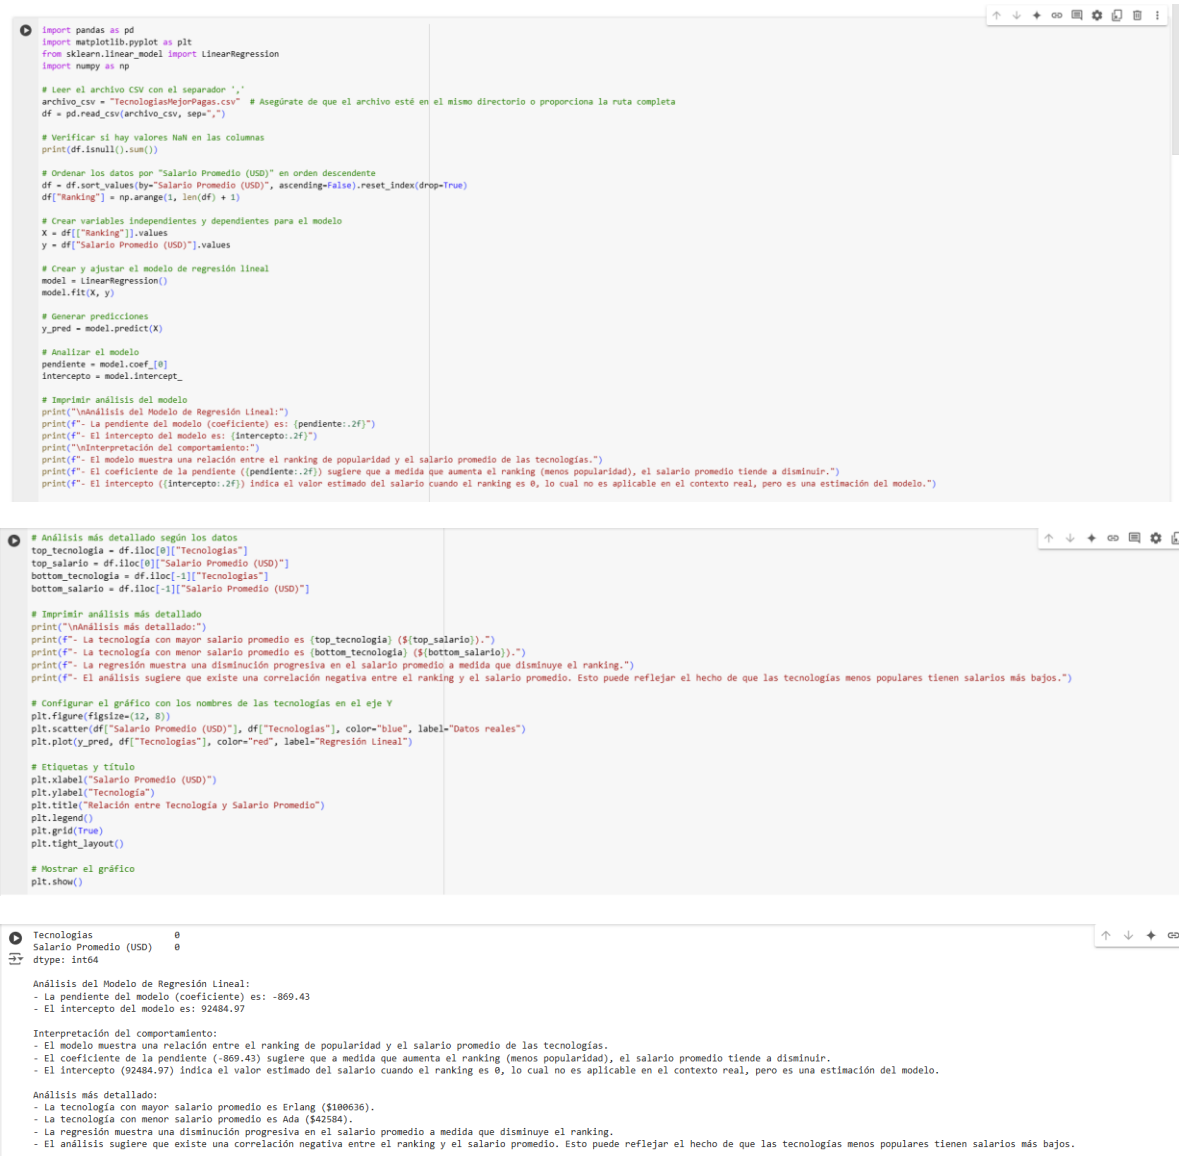 import pandas as pd
import matplotlib.pyplot as plt
from sklearn.linear_model import LinearRegression
import numpy as np

# Leer el archivo CSV con el separador ','
archivo_csv = "TecnologiasMejorPagas.csv"  # Asegúrate de que el archivo esté en el mismo directorio o proporciona la ruta completa
df = pd.read_csv(archivo_csv, sep=",")

# Verificar si hay valores NaN en las columnas
print(df.isnull().sum())

# Ordenar los datos por "Salario Promedio (USD)" en orden descendente
df = df.sort_values(by="Salario Promedio (USD)", ascending=False).reset_index(drop=True)
df["Ranking"] = np.arange(1, len(df) + 1)

# Crear variables independientes y dependientes para el modelo
X = df[["Ranking"]].values
y = df["Salario Promedio (USD)"].values

# Crear y ajustar el modelo de regresión lineal
model = LinearRegression()
model.fit(X, y)

# Generar predicciones
y_pred = model.predict(X)

# Analizar el modelo
pendiente = model.coef_[0]
intercepto = model.intercept_

# Imprimir análisis del modelo
print("\nAnálisis del Modelo de Regresión Lineal:")
print(f"- La pendiente del modelo (coeficiente) es: {pendiente:.2f}")
print(f"- El intercepto del modelo es: {intercepto:.2f}")
print("\nInterpretación del comportamiento:")
print(f"- El modelo muestra una relación entre el ranking de popularidad y el salario promedio de las tecnologías.")
print(f"- El coeficiente de la pendiente ({pendiente:.2f}) sugiere que a medida que aumenta el ranking (menos popularidad), el salario promedio tiende a disminuir.")
print(f"- El intercepto ({intercepto:.2f}) indica el valor estimado del salario cuando el ranking es 0, lo cual no es aplicable en el contexto real, pero es una estimación del modelo.")

# Análisis más detallado según los datos
top_tecnologia = df.iloc[0]["Tecnologias"]
top_salario = df.iloc[0]["Salario Promedio (USD)"]
bottom_tecnologia = df.iloc[-1]["Tecnologias"]
bottom_salario = df.iloc[-1]["Salario Promedio (USD)"]

# Imprimir análisis más detallado
print("\nAnálisis más detallado:")
print(f"- La tecnología con mayor salario promedio es {top_tecnologia} (${top_salario}).")
print(f"- La tecnología con menor salario promedio es {bottom_tecnologia} (${bottom_salario}).")
print(f"- La regresión muestra una disminución progresiva en el salario promedio a medida que disminuye el ranking.")
print(f"- El análisis sugiere que existe una correlación negativa entre el ranking y el salario promedio. Esto puede reflejar el hecho de que las tecnologías menos populares tienen salarios más bajos.")

# Configurar el gráfico con los nombres de las tecnologías en el eje Y
plt.figure(figsize=(12, 8))
plt.scatter(df["Salario Promedio (USD)"], df["Tecnologias"], color="blue", label="Datos reales")
plt.plot(y_pred, df["Tecnologias"], color="red", label="Regresión Lineal")

# Etiquetas y título
plt.xlabel("Salario Promedio (USD)")
plt.ylabel("Tecnología")
plt.title("Relación entre Tecnología y Salario Promedio")
plt.legend()
plt.grid(True)
plt.tight_layout()

# Mostrar el gráfico
plt.show()

Tecnologias 0
Salario Promedio (USD) 0
dtype: int64

Análisis del Modelo de Regresión Lineal:
- La pendiente del modelo (coeficiente) es: -869.43
- El intercepto del modelo es: 92484.97

Interpretación del comportamiento:
- El modelo muestra una relación entre el ranking de popularidad y el salario promedio de las tecnologías.
- El coeficiente de la pendiente (-869.43) sugiere que a medida que aumenta el ranking (menos popularidad), el salario promedio tiende a disminuir.
- El intercepto (92484.97) indica el valor estimado del salario cuando el ranking es 0, lo cual no es aplicable en el contexto real, pero es una estimación del modelo.

Análisis más detallado:
- La tecnología con mayor salario promedio es Erlang ($100636).
- La tecnología con menor salario promedio es Ada ($42584).
- La regresión muestra una disminución progresiva en el salario promedio a medida que disminuye el ranking.
- El análisis sugiere que existe una correlación negativa entre el ranking y el salario promedio. Esto puede reflejar el hecho de que las tecnologías menos populares tienen salarios más bajos.